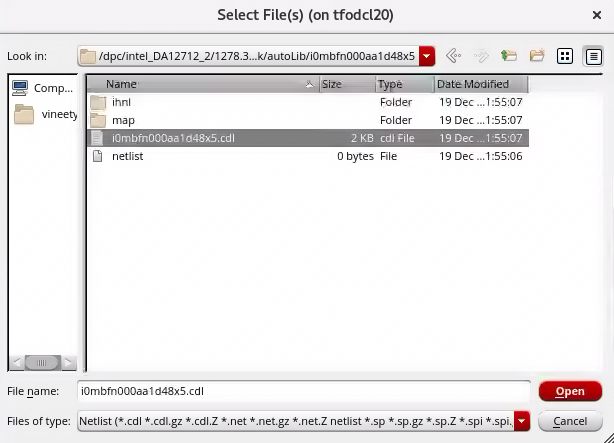 Select File(s) (on tfodcl20)
Look in: /dpc/intel_DA12712_2/1278.3...k/autoLib/i0mbfn000aa1d48x5
Comp...
vineety
Name Size Type Date Modified
ihnl Folder 19 Dec ...1:55:07
map Folder 19 Dec ...1:55:07
i0mbfn000aa1d48x5.cdl 2 KB cdl File 19 Dec ...1:55:07
netlist 0 bytes File 19 Dec ...1:55:06
File name: i0mbfn000aa1d48x5.cdl
Open
Files of type: Netlist (*.cdl *.cdl.gz *.cdl.Z *.net *.net.gz *.net.Z netlist *.sp *.sp.gz *.sp.Z *.spi *.spi.
Cancel